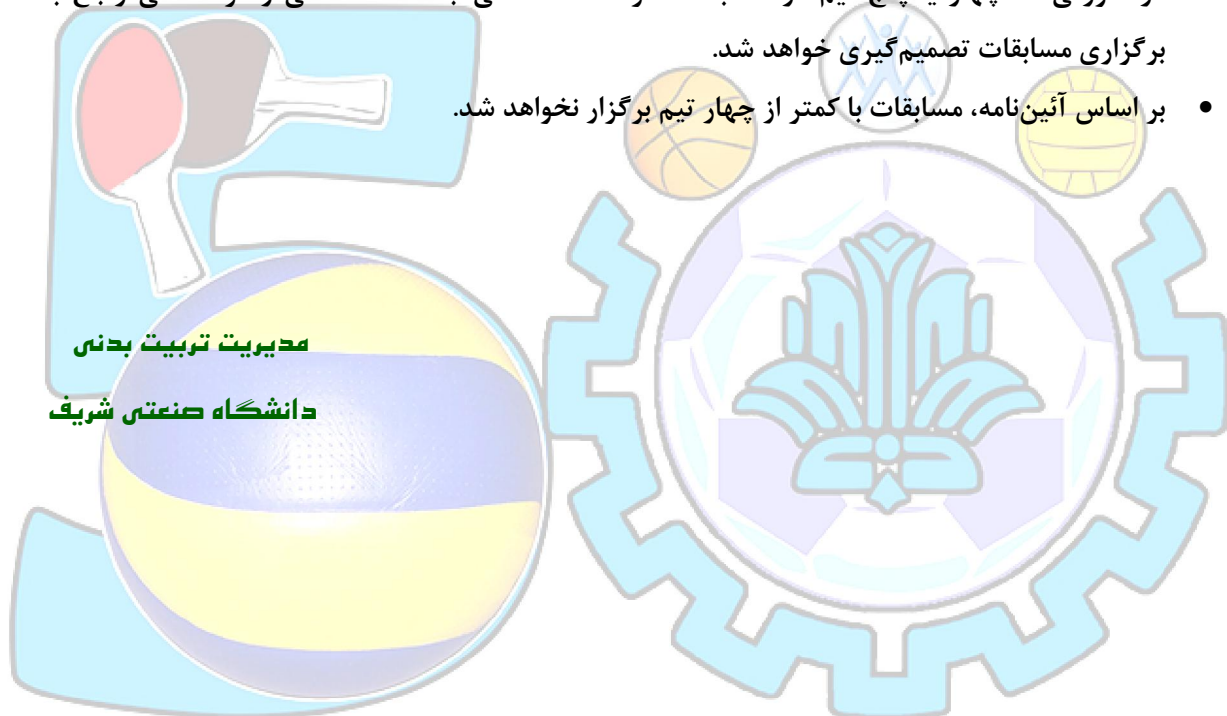 برگزاری مسابقات تصمیم‌گیری خواهد شد.
• بر اساس آئین‌نامه، مسابقات با کمتر از چهار تیم برگزار نخواهد شد.
مدیریت تربیت بدنی
دانشگاه صنعتی شریف